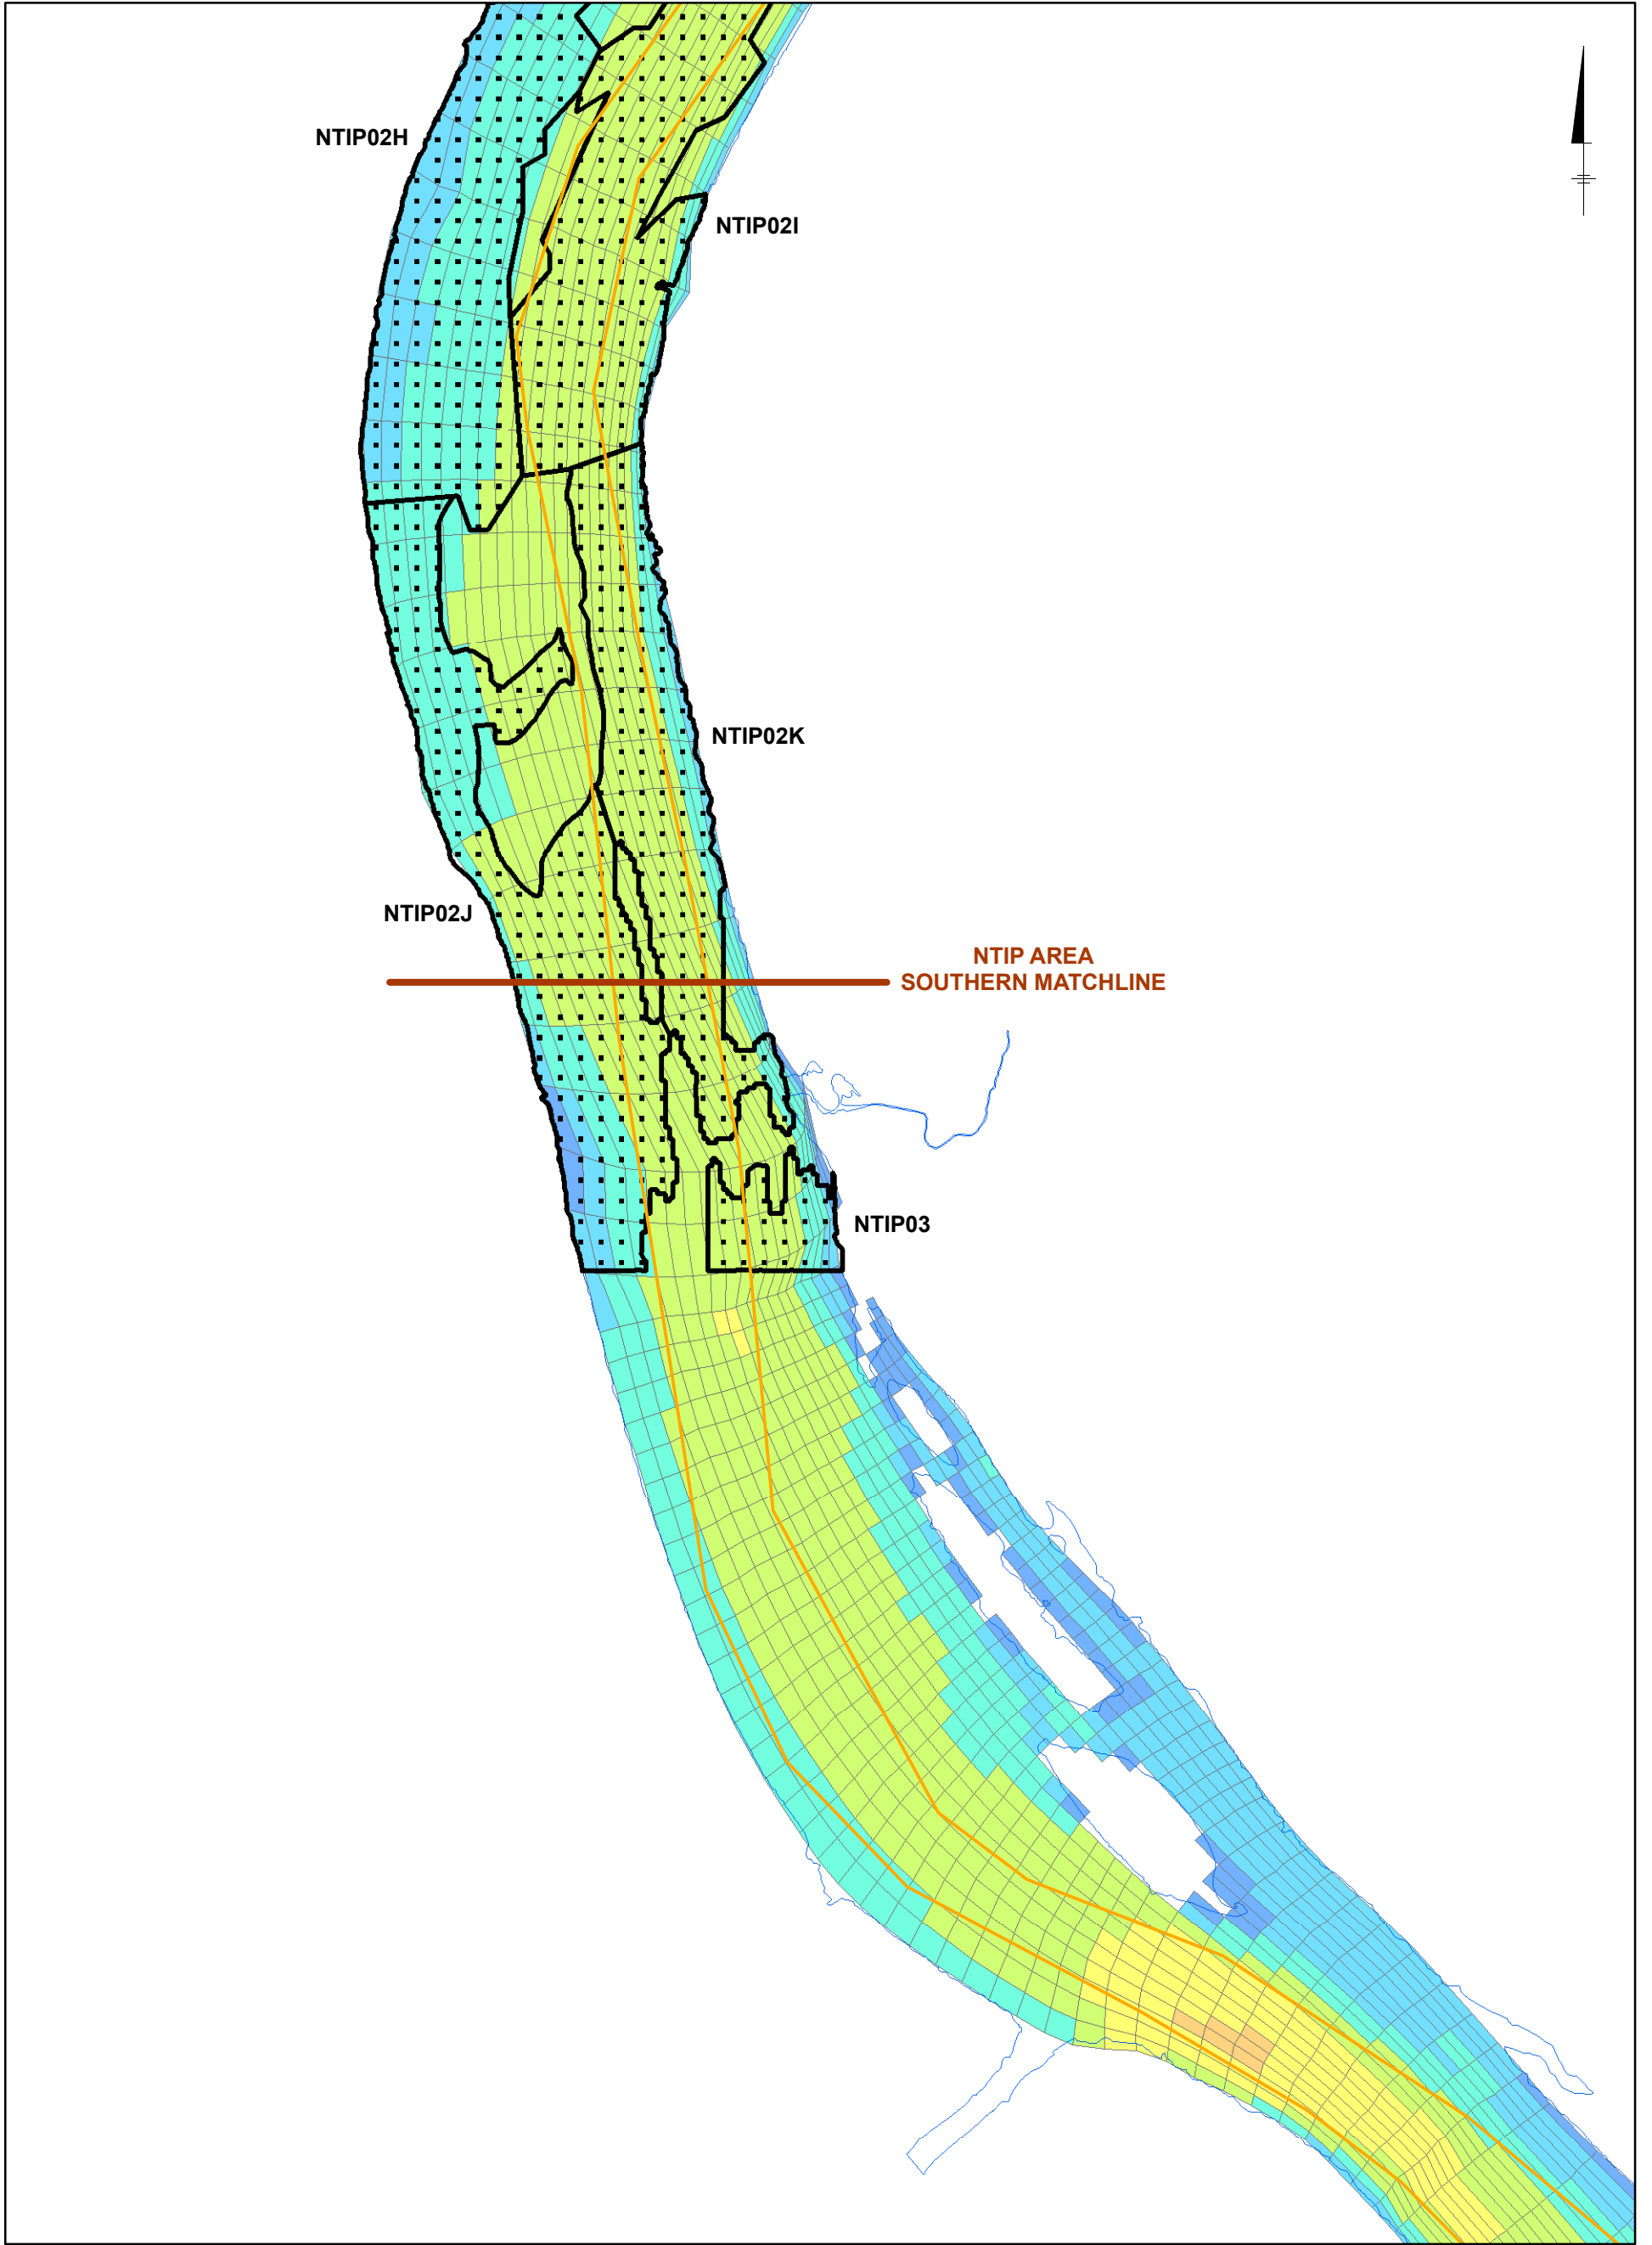 NTIP02H
NTIP02I
NTIP02K
NTIP02J
NTIP AREA
SOUTHERN MATCHLINE
NTIP03